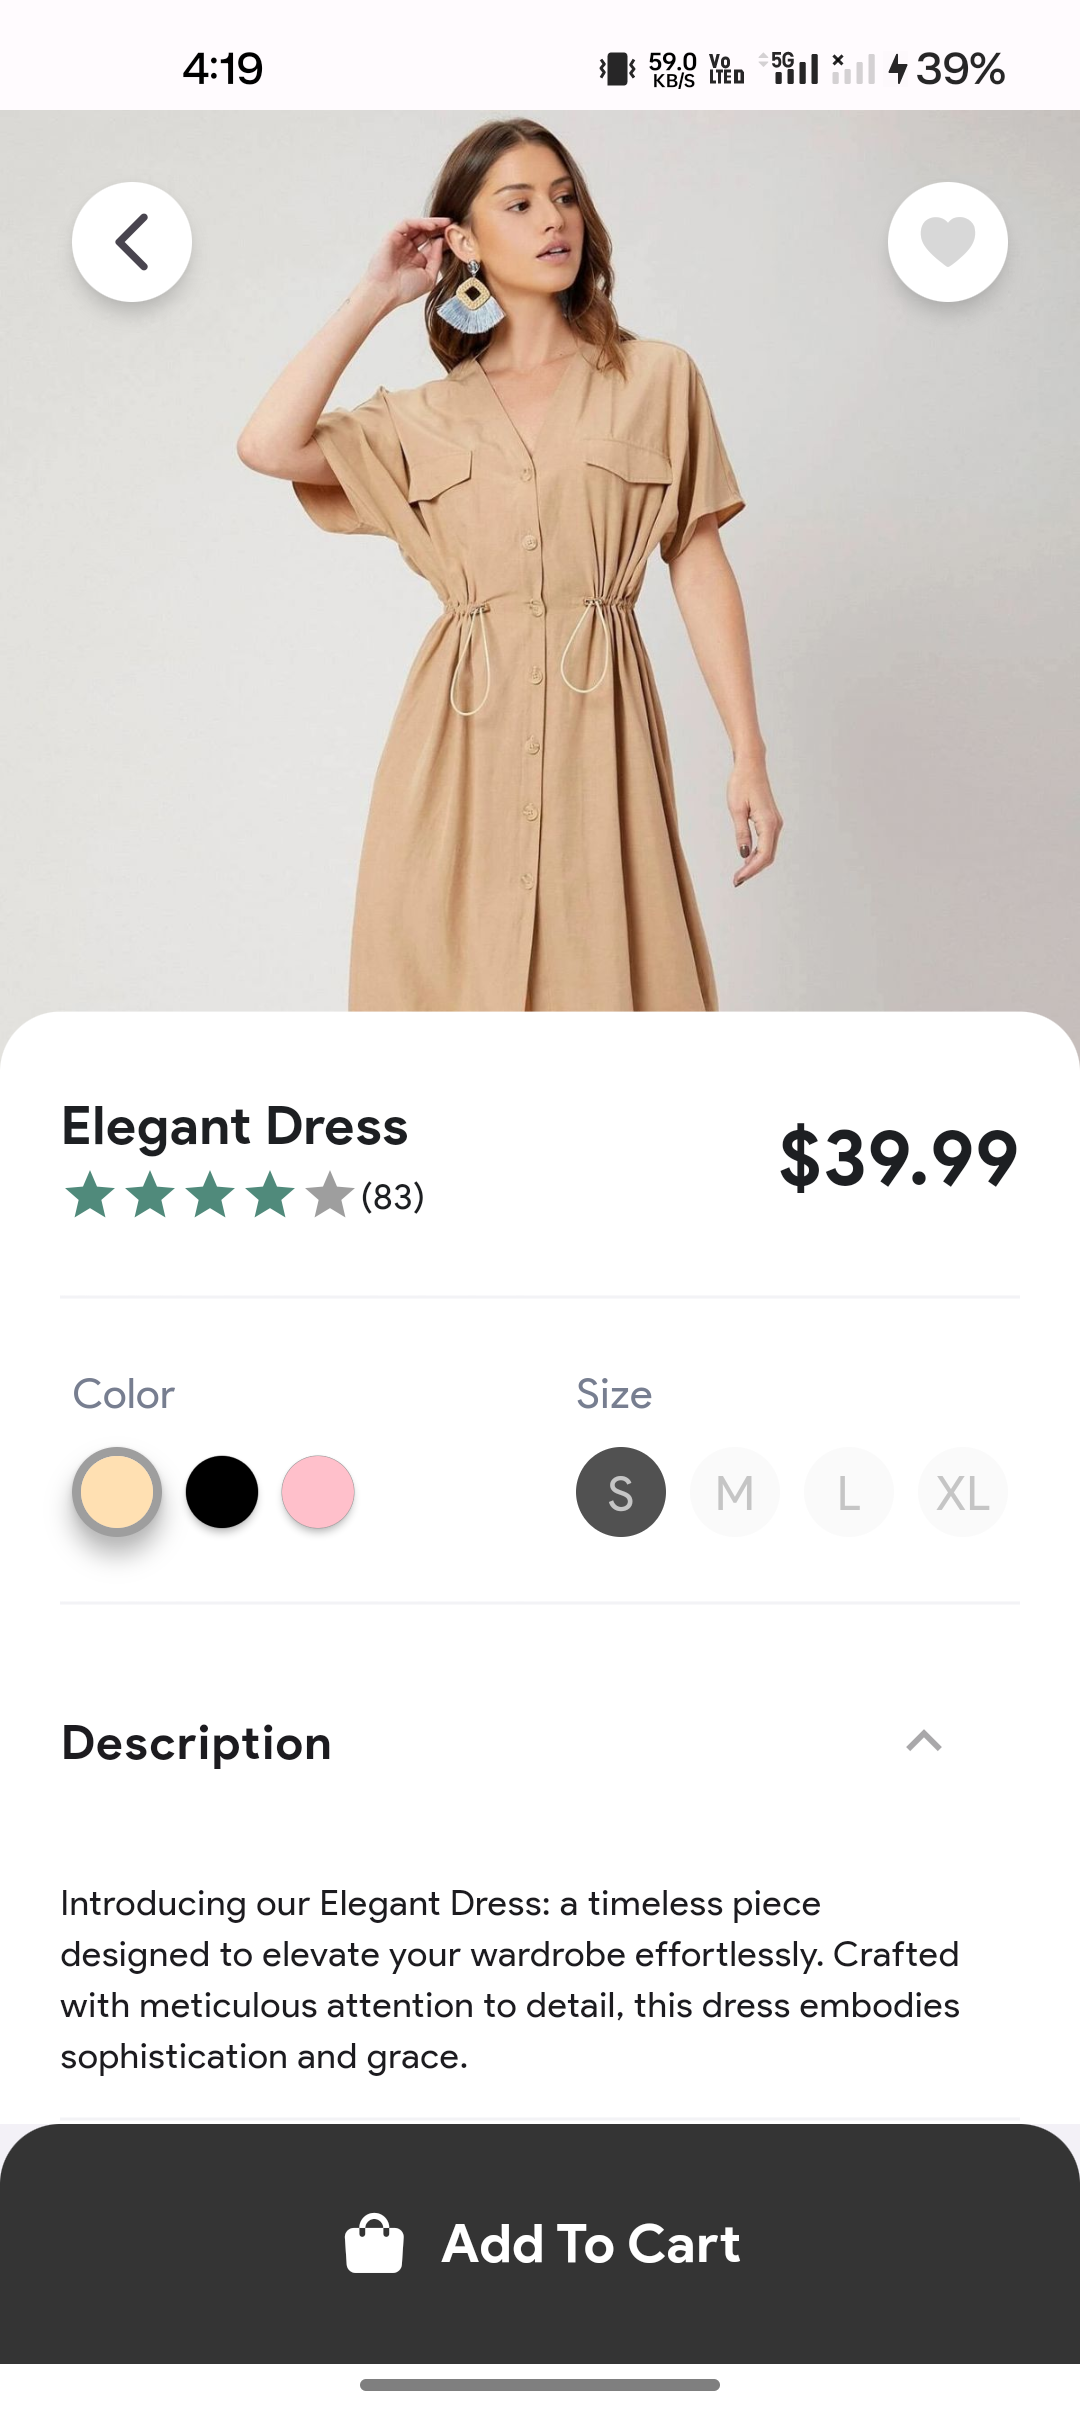 4:19
59.0
KB/S
Vo
LTE D
5G
39%
Elegant Dress
(83)
$39.99
Color
Size
S
M
L
XL
Description
Introducing our Elegant Dress: a timeless piece
designed to elevate your wardrobe effortlessly. Crafted
with meticulous attention to detail, this dress embodies
sophistication and grace.
Add To Cart